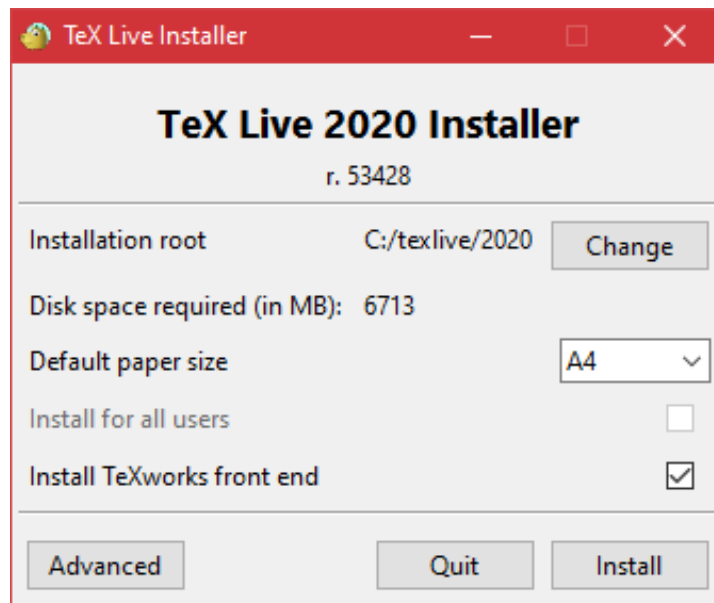 TeX Live Installer
TeX Live 2020 Installer
r. 53428
Installation root C:/texlive/2020 Change
Disk space required (in MB): 6713
Default paper size A4
Install for all users
Install TeXworks front end
Advanced Quit Install